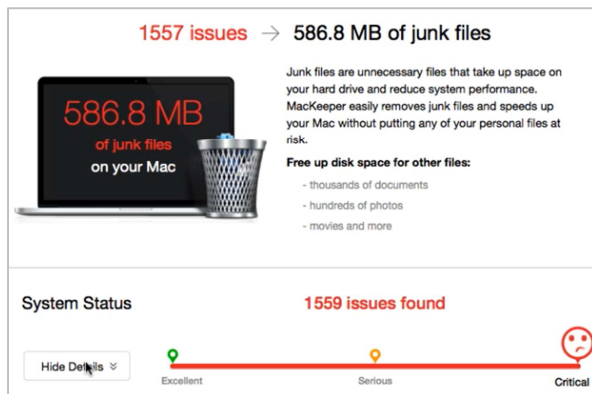 1557 issues → 586.8 MB of junk files
586.8 MB
of junk files
on your Mac
Junk files are unnecessary files that take up space on
your hard drive and reduce system performance.
MacKeeper easily removes junk files and speeds up
your Mac without putting any of your personal files at
risk.
Free up disk space for other files:
- thousands of documents
- hundreds of photos
- movies and more
System Status
1559 issues found
Hide Details
Excellent
Serious
Critical